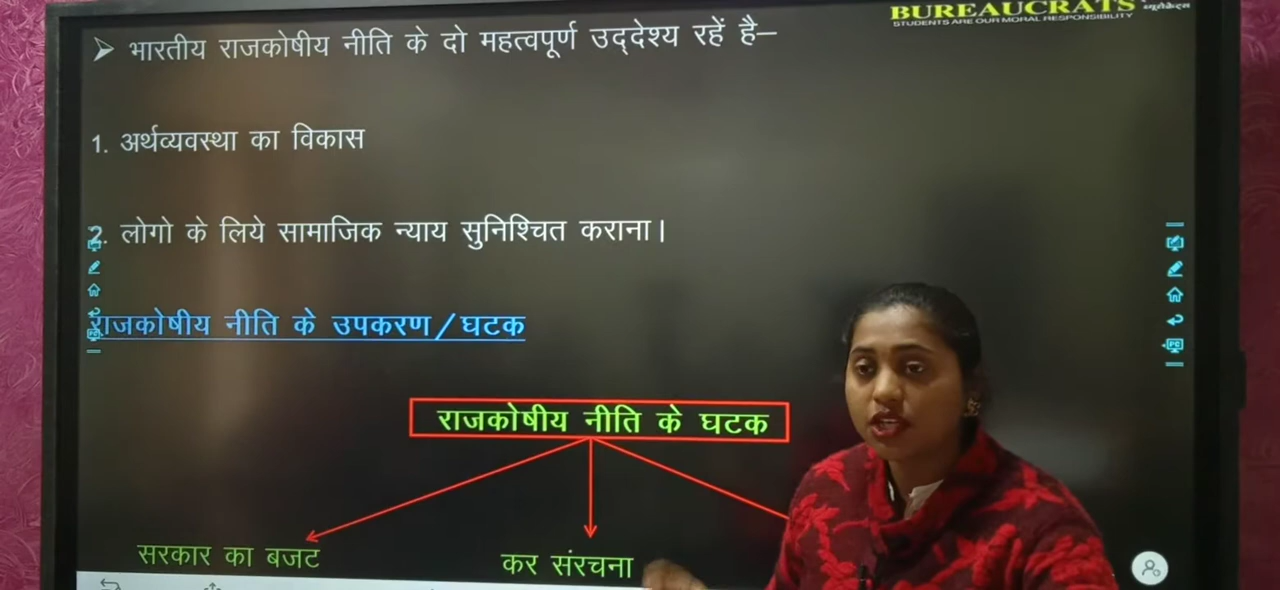 BUREAUCRATS ब्यूरोक्रेट्स
STUDENTS ARE OUR MORAL RESPONSIBILITY
भारतीय राजकोषीय नीति के दो महत्वपूर्ण उद्देश्य रहें है–
1. अर्थव्यवस्था का विकास
2. लोगो के लिये सामाजिक न्याय सुनिश्चित कराना।
राजकोषीय नीति के उपकरण/घटक
राजकोषीय नीति के घटक
सरकार का बजट
कर संरचना
PC